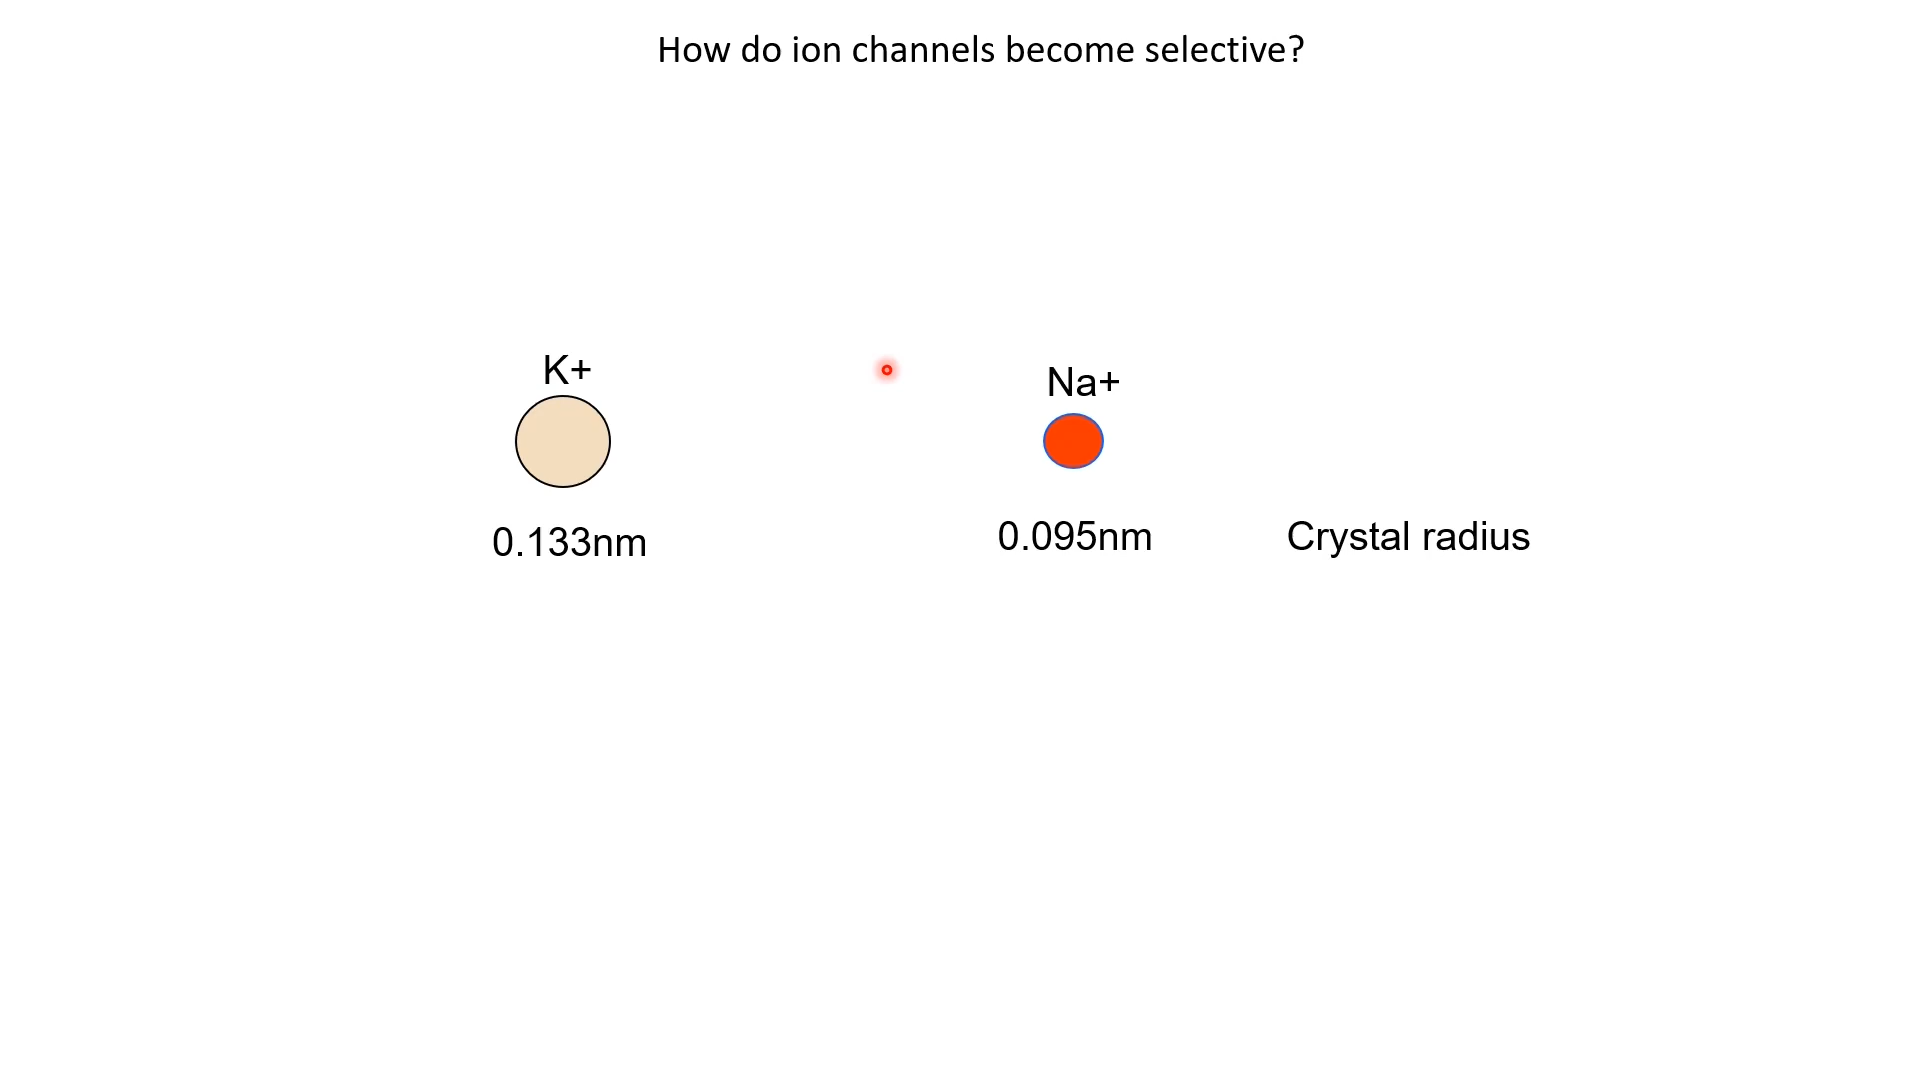 How do ion channels become selective?
K+
Na+
0.133nm
0.095nm
Crystal radius